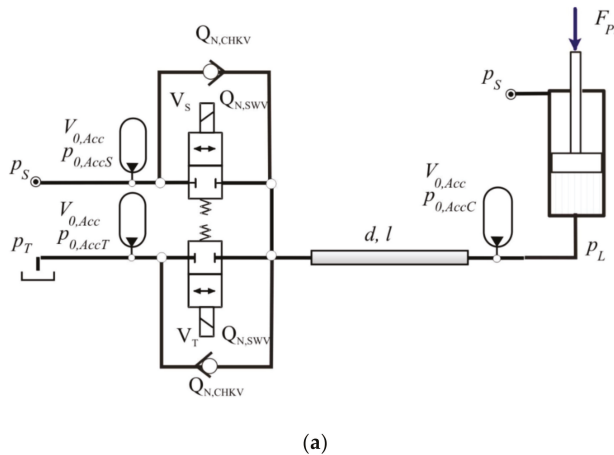 Q_N,CHKV
F_P
V_S
Q_N,SWV
p_S
V_0,Acc
p_0,AccS
p_S
V_0,Acc
p_0,AccC
V_0,Acc
p_0,AccT
p_T
d, l
p_L
V_T
Q_N,SWV
Q_N,CHKV
(a)